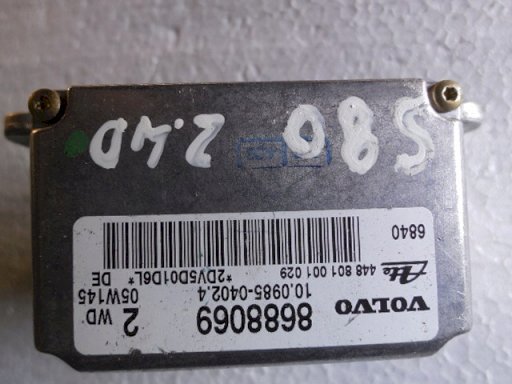 VOLVO 8688069 2 WD
10.0985-0402.4 05W145
Ate 448 801 001 029 *2DV5D01D6L* DE
6840
S80 2.4D